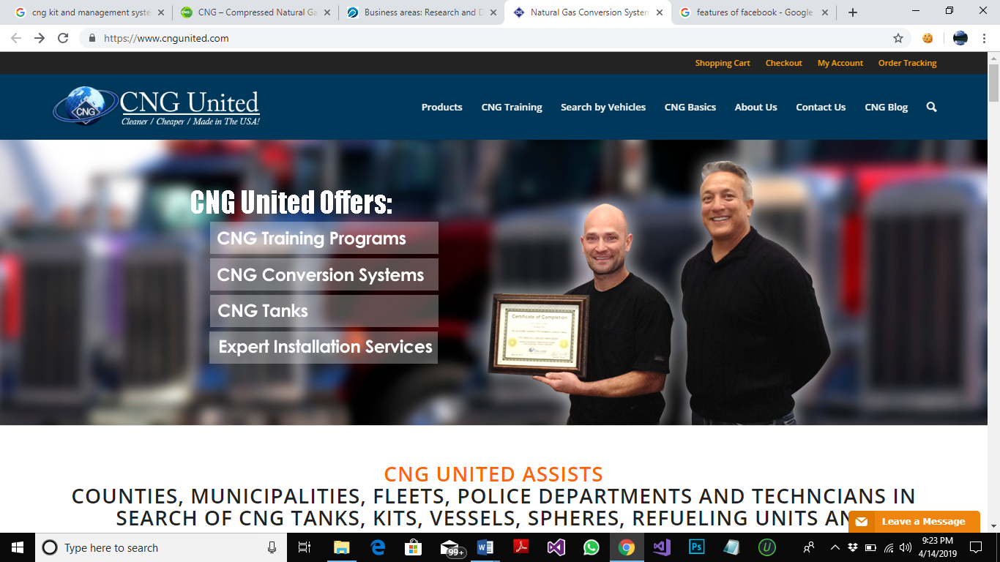 cng kit and management syste
CNG – Compressed Natural Ga
Business areas: Research and D
Natural Gas Conversion System
features of facebook - Google
https://www.cngunited.com
Shopping Cart
Checkout
My Account
Order Tracking
CNG
CNG United
Cleaner / Cheaper / Made in The USA!
Products
CNG Training
Search by Vehicles
CNG Basics
About Us
Contact Us
CNG Blog
CNG United Offers:
CNG Training Programs
CNG Conversion Systems
CNG Tanks
Expert Installation Services
Certificate of Completion
CNG UNITED ASSISTS
COUNTIES, MUNICIPALITIES, FLEETS, POLICE DEPARTMENTS AND TECHNCIANS IN
SEARCH OF CNG TANKS, KITS, VESSELS, SPHERES, REFUELING UNITS AN
Leave a Message
Type here to search
99+
9:23 PM
4/14/2019